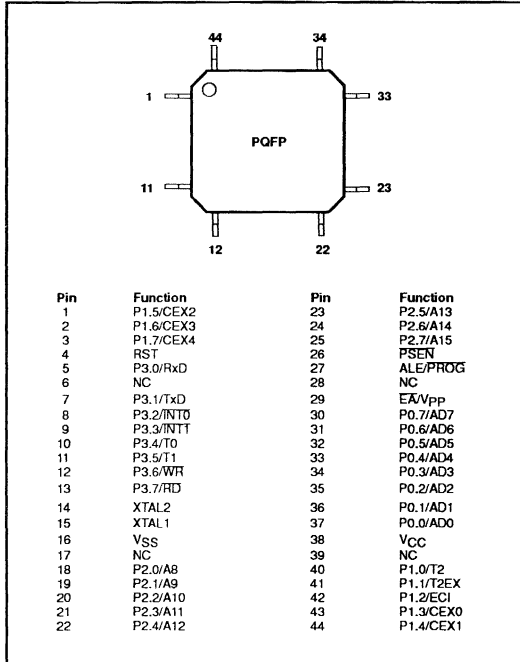 44 34
1 33
PQFP
11 23
12 22
Pin Function Pin Function
1 P1.5/CEX2 23 P2.5/A13
2 P1.6/CEX3 24 P2.6/A14
3 P1.7/CEX4 25 P2.7/A15
4 RST 26 P̅S̅E̅N̅
5 P3.0/RxD 27 ALE/P̅R̅O̅G̅
6 NC 28 NC
7 P3.1/TxD 29 E̅A̅/VPP
8 P3.2/I̅N̅T̅0̅ 30 P0.7/AD7
9 P3.3/I̅N̅T̅1̅ 31 P0.6/AD6
10 P3.4/T0 32 P0.5/AD5
11 P3.5/T1 33 P0.4/AD4
12 P3.6/W̅R̅ 34 P0.3/AD3
13 P3.7/R̅D̅ 35 P0.2/AD2
14 XTAL2 36 P0.1/AD1
15 XTAL1 37 P0.0/AD0
16 VSS 38 VCC
17 NC 39 NC
18 P2.0/A8 40 P1.0/T2
19 P2.1/A9 41 P1.1/T2EX
20 P2.2/A10 42 P1.2/ECI
21 P2.3/A11 43 P1.3/CEX0
22 P2.4/A12 44 P1.4/CEX1